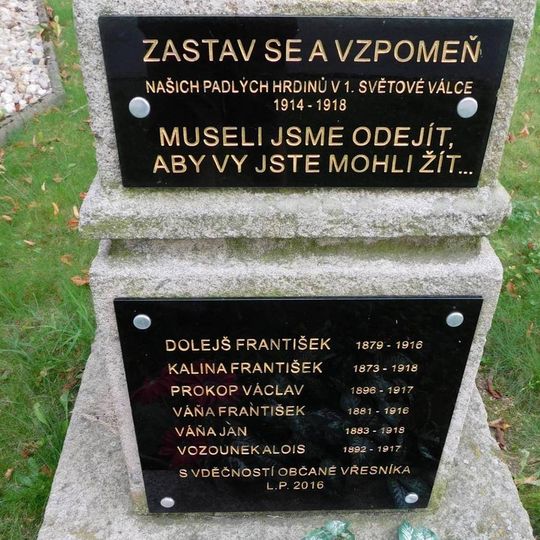 ZASTAV SE A VZPOMEŇ
NAŠICH PADLÝCH HRDINŮ V 1. SVĚTOVÉ VÁLCE
1914 - 1918
MUSELI JSME ODEJÍT,
ABY VY JSTE MOHLI ŽÍT...
DOLEJŠ FRANTIŠEK 1879 - 1916
KALINA FRANTIŠEK 1873 - 1918
PROKOP VÁCLAV 1896 - 1917
VÁŇA FRANTIŠEK 1881 - 1916
VÁŇA JAN 1883 - 1918
VOZOUNEK ALOIS 1892 - 1917
S VDĚČNOSTÍ OBČANÉ VŘESNÍKA
L.P. 2016